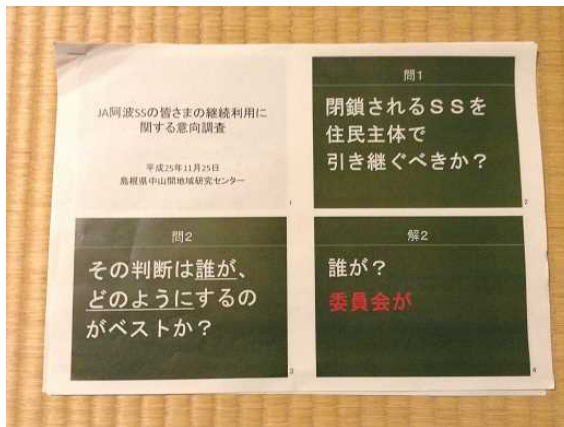 JA阿波SSの皆さまの継続利用に
関する意向調査
平成25年11月25日
島根県中山間地域研究センター
1
問1
閉鎖されるSSを
住民主体で
引き継ぐべきか？
2
問2
その判断は誰が、
どのようにするの
がベストか？
3
解2
誰が？
委員会が
4